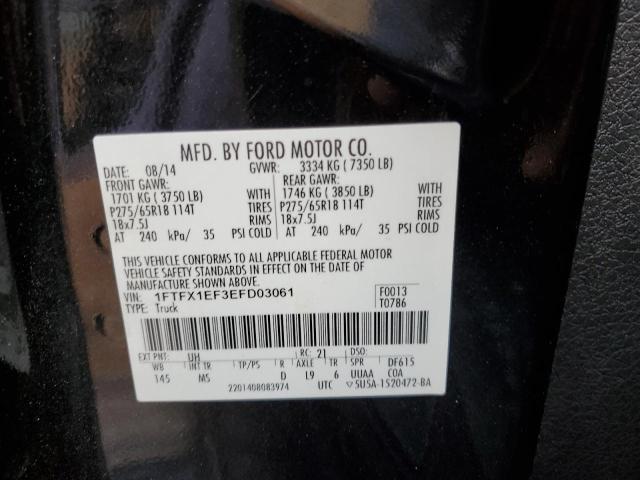 MFD. BY FORD MOTOR CO.
DATE: 08/14 GVWR: 3334 KG ( 7350 LB)
FRONT GAWR: REAR GAWR:
1701 KG ( 3750 LB) WITH 1746 KG ( 3850 LB) WITH
P275/65R18 114T TIRES P275/65R18 114T TIRES
18x7.5J RIMS 18x7.5J RIMS
AT 240 kPa/ 35 PSI COLD AT 240 kPa/ 35 PSI COLD
THIS VEHICLE CONFORMS TO ALL APPLICABLE FEDERAL MOTOR
VEHICLE SAFETY STANDARDS IN EFFECT ON THE DATE OF
MANUFACTURE SHOWN ABOVE.
VIN: 1FTFX1EF3EFD03061 F0013
TYPE: Truck T0786
EXT PNT: UH RC: 21 DSO:
WB INT TR TP/PS R AXLE TR SPR DF615
145 MS D L9 6 UUAA COA
2201408083974 UTC 5U5A-1520472-BA